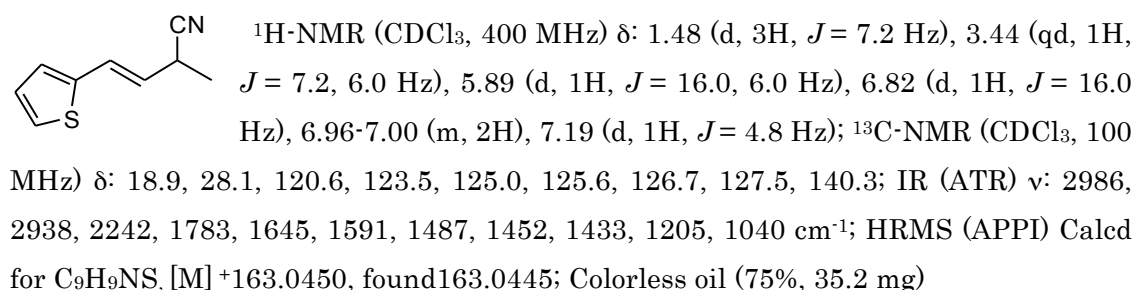 CN
S
¹H-NMR (CDCl₃, 400 MHz) δ: 1.48 (d, 3H, J = 7.2 Hz), 3.44 (qd, 1H,
J = 7.2, 6.0 Hz), 5.89 (d, 1H, J = 16.0, 6.0 Hz), 6.82 (d, 1H, J = 16.0
Hz), 6.96-7.00 (m, 2H), 7.19 (d, 1H, J = 4.8 Hz); ¹³C-NMR (CDCl₃, 100
MHz) δ: 18.9, 28.1, 120.6, 123.5, 125.0, 125.6, 126.7, 127.5, 140.3; IR (ATR) ν: 2986,
2938, 2242, 1783, 1645, 1591, 1487, 1452, 1433, 1205, 1040 cm⁻¹; HRMS (APPI) Calcd
for C₉H₉NS, [M] ⁺163.0450, found163.0445; Colorless oil (75%, 35.2 mg)